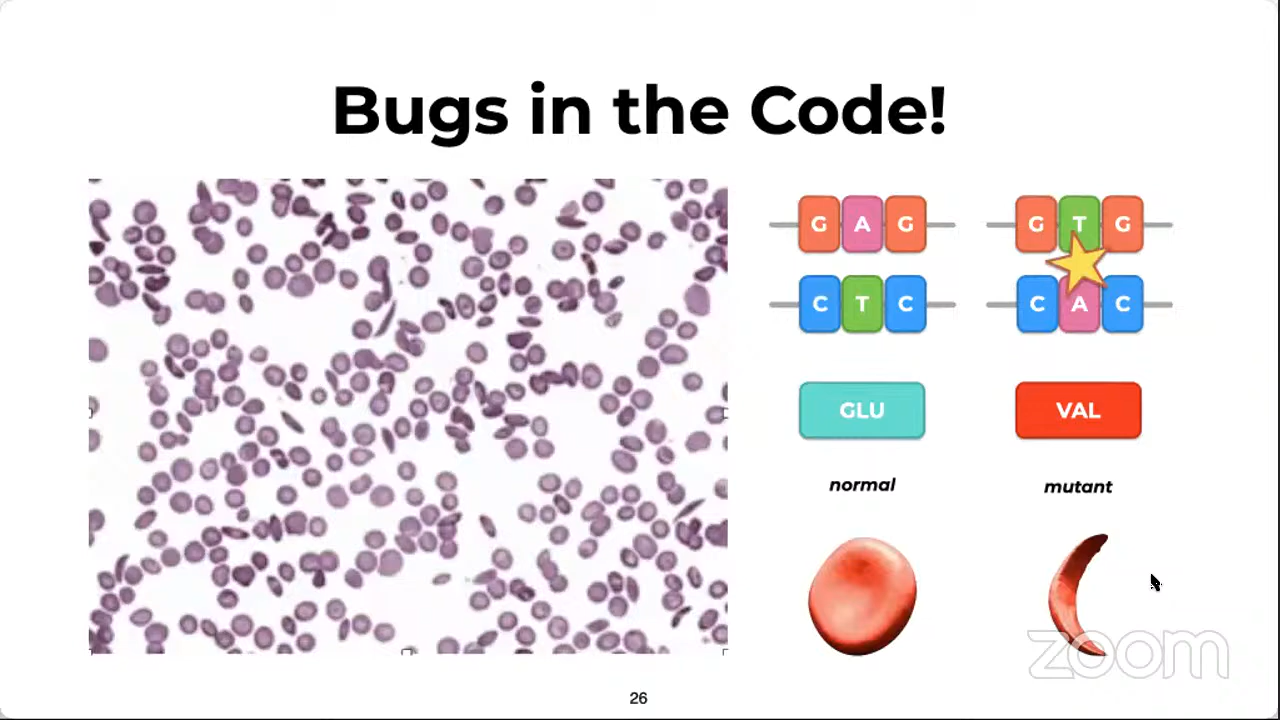 Bugs in the Code!
G A G
C T C
GLU
normal
G T G
C A C
VAL
mutant
zoom
26